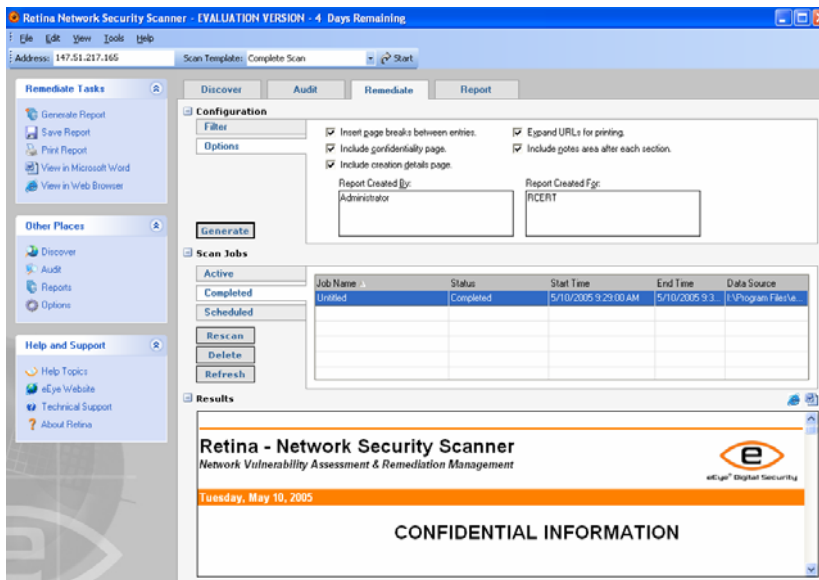 Retina Network Security Scanner - EVALUATION VERSION - 4 Days Remaining
File Edit View Tools Help
Address: 147.51.217.165 Scan Template: Complete Scan Start
Remediate Tasks
Generate Report
Save Report
Print Report
View in Microsoft Word
View in Web Browser
Other Places
Discover
Audit
Reports
Options
Help and Support
Help Topics
eEye Website
Technical Support
About Retina
Discover Audit Remediate Report
Configuration
Filter
Options
Insert page breaks between entries.
Expand URLs for printing.
Include confidentiality page.
Include notes area after each section.
Include creation details page.
Report Created By:
Administrator
Report Created For:
RCERT
Generate
Scan Jobs
Active
Completed
Scheduled
Job Name Status Start Time End Time Data Source
Untitled Completed 5/10/2005 9:29:00 AM 5/10/2005 9:3... I:\Program Files\e...
Rescan
Delete
Refresh
Results
Retina - Network Security Scanner
Network Vulnerability Assessment & Remediation Management
eEye® Digital Security
Tuesday, May 10, 2005
CONFIDENTIAL INFORMATION